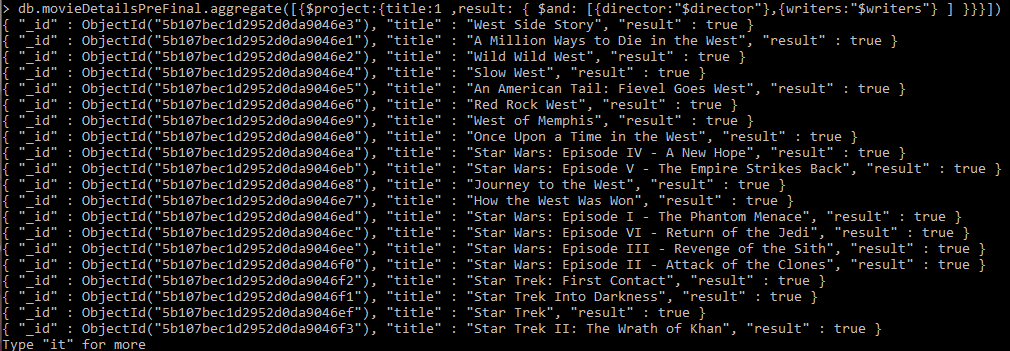 > db.movieDetailsPreFinal.aggregate([{$project:{title:1 ,result: { $and: [{director:"$director"},{writers:"$writers"} ] }}}])
{ "_id" : ObjectId("5b107bec1d2952d0da9046e3"), "title" : "West Side Story", "result" : true }
{ "_id" : ObjectId("5b107bec1d2952d0da9046e1"), "title" : "A Million Ways to Die in the West", "result" : true }
{ "_id" : ObjectId("5b107bec1d2952d0da9046e2"), "title" : "Wild Wild West", "result" : true }
{ "_id" : ObjectId("5b107bec1d2952d0da9046e4"), "title" : "Slow West", "result" : true }
{ "_id" : ObjectId("5b107bec1d2952d0da9046e5"), "title" : "An American Tail: Fievel Goes West", "result" : true }
{ "_id" : ObjectId("5b107bec1d2952d0da9046e6"), "title" : "Red Rock West", "result" : true }
{ "_id" : ObjectId("5b107bec1d2952d0da9046e9"), "title" : "West of Memphis", "result" : true }
{ "_id" : ObjectId("5b107bec1d2952d0da9046e0"), "title" : "Once Upon a Time in the West", "result" : true }
{ "_id" : ObjectId("5b107bec1d2952d0da9046ea"), "title" : "Star Wars: Episode IV - A New Hope", "result" : true }
{ "_id" : ObjectId("5b107bec1d2952d0da9046eb"), "title" : "Star Wars: Episode V - The Empire Strikes Back", "result" : true }
{ "_id" : ObjectId("5b107bec1d2952d0da9046e8"), "title" : "Journey to the West", "result" : true }
{ "_id" : ObjectId("5b107bec1d2952d0da9046e7"), "title" : "How the West Was Won", "result" : true }
{ "_id" : ObjectId("5b107bec1d2952d0da9046ed"), "title" : "Star Wars: Episode I - The Phantom Menace", "result" : true }
{ "_id" : ObjectId("5b107bec1d2952d0da9046ec"), "title" : "Star Wars: Episode VI - Return of the Jedi", "result" : true }
{ "_id" : ObjectId("5b107bec1d2952d0da9046ee"), "title" : "Star Wars: Episode III - Revenge of the Sith", "result" : true }
{ "_id" : ObjectId("5b107bec1d2952d0da9046f0"), "title" : "Star Wars: Episode II - Attack of the Clones", "result" : true }
{ "_id" : ObjectId("5b107bec1d2952d0da9046f2"), "title" : "Star Trek: First Contact", "result" : true }
{ "_id" : ObjectId("5b107bec1d2952d0da9046f1"), "title" : "Star Trek Into Darkness", "result" : true }
{ "_id" : ObjectId("5b107bec1d2952d0da9046ef"), "title" : "Star Trek", "result" : true }
{ "_id" : ObjectId("5b107bec1d2952d0da9046f3"), "title" : "Star Trek II: The Wrath of Khan", "result" : true }
Type "it" for more